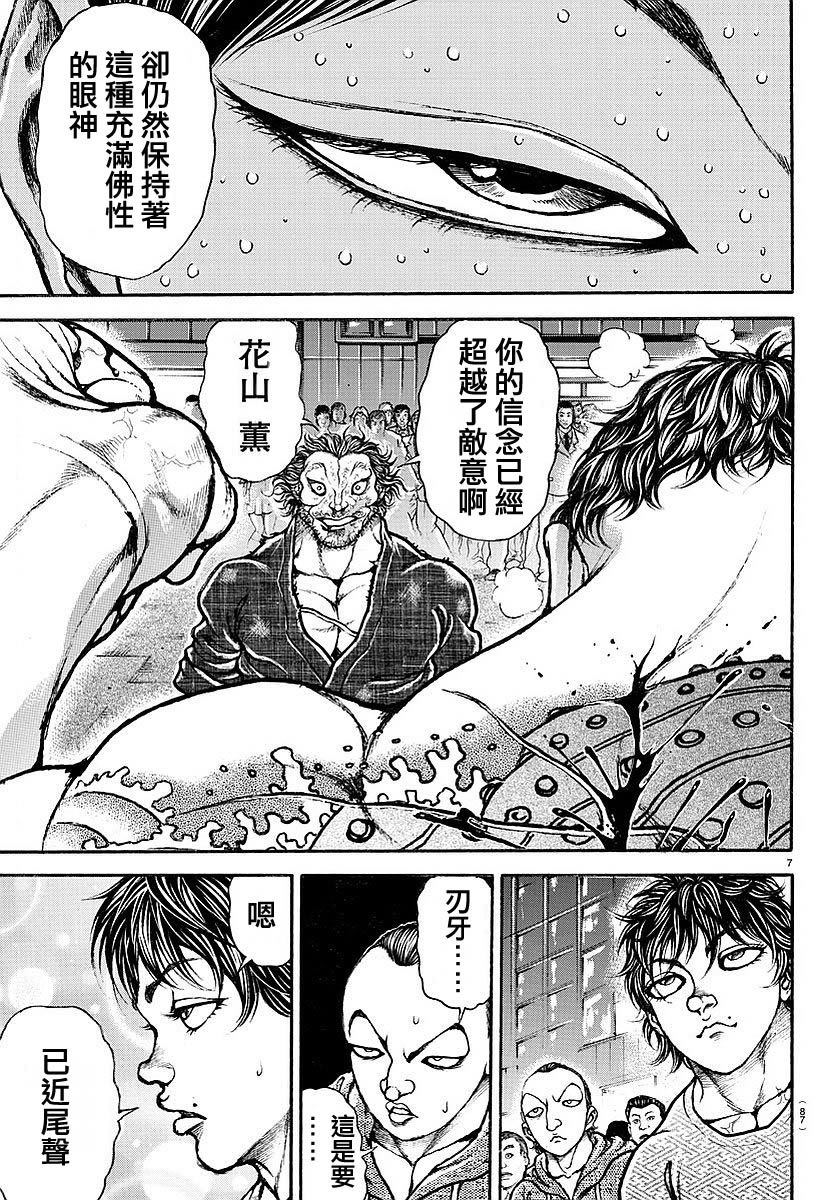 卻仍然保持著
這種充滿佛性
的眼神
你的信念已經
超越了敵意啊
花山 薰
7
刃牙……
這是要……
嗯
已近尾聲
(87)